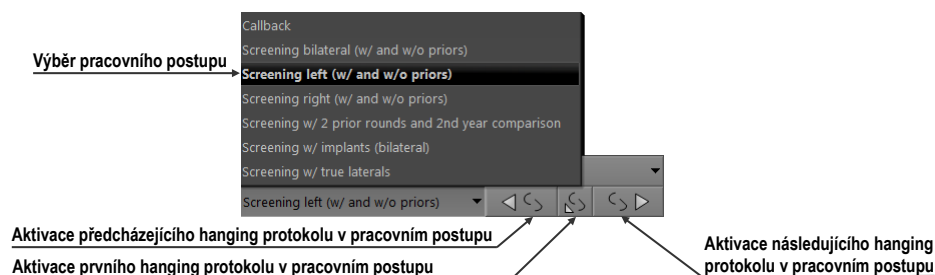 Callback
Screening bilateral (w/ and w/o priors)
Výběr pracovního postupu
Screening left (w/ and w/o priors)
Screening right (w/ and w/o priors)
Screening w/ 2 prior rounds and 2nd year comparison
Screening w/ implants (bilateral)
Screening w/ true laterals
Screening left (w/ and w/o priors)
Aktivace předcházejícího hanging protokolu v pracovním postupu
Aktivace prvního hanging protokolu v pracovním postupu
Aktivace následujícího hanging
protokolu v pracovním postupu